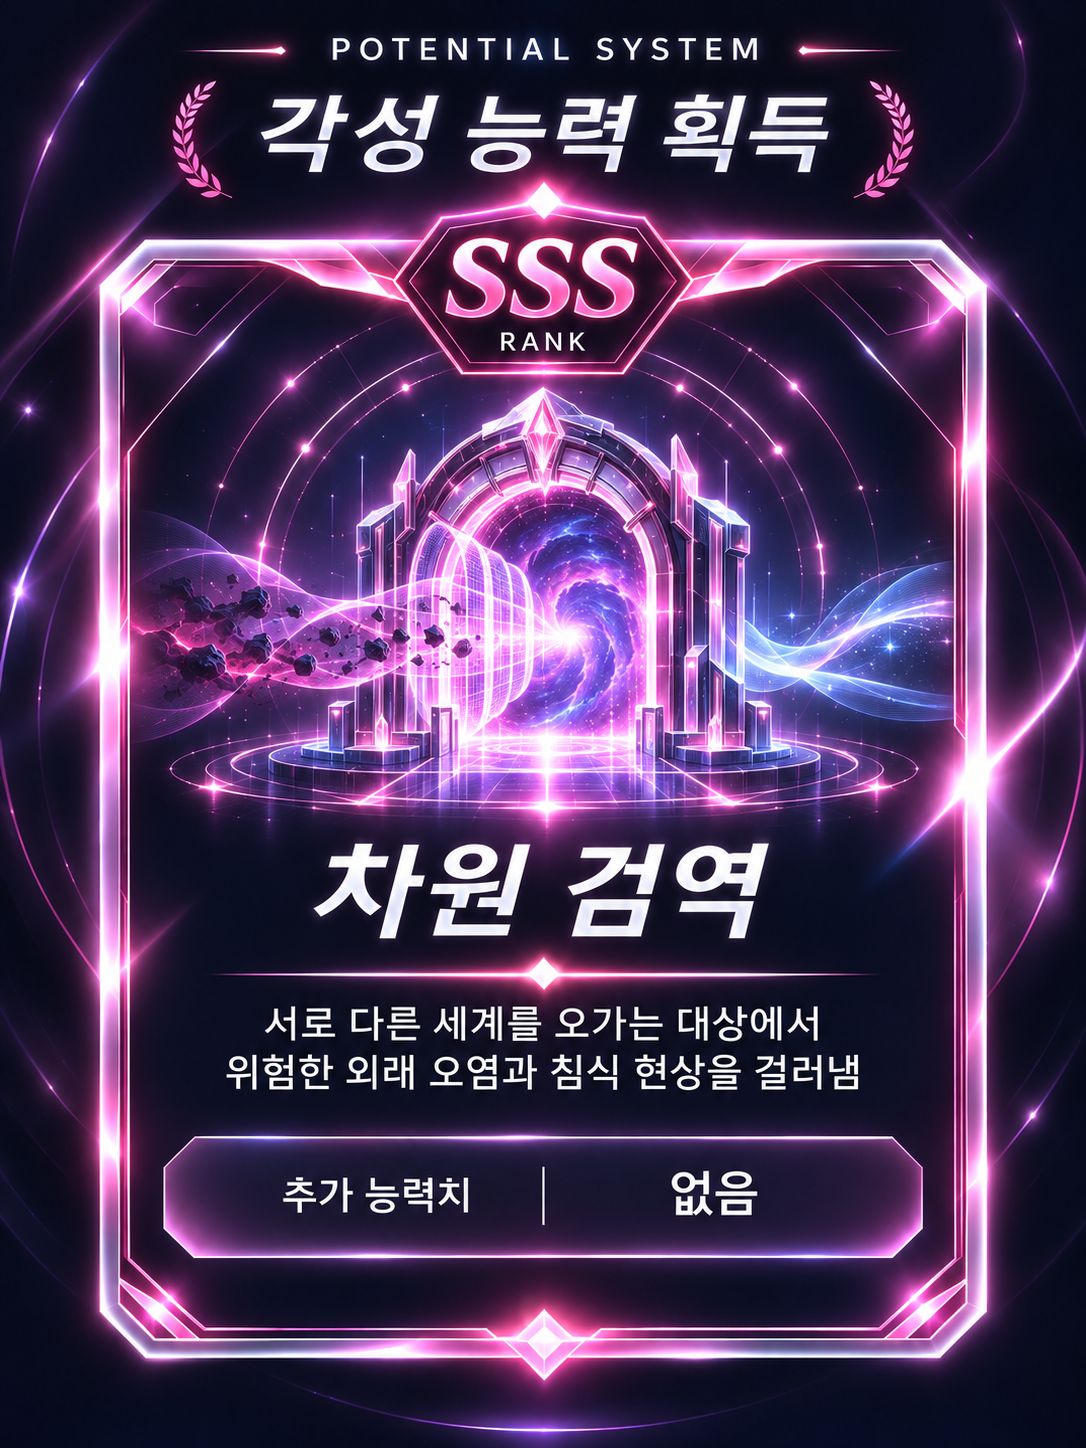 POTENTIAL SYSTEM
각성 능력 획득
SSS
RANK
차원 검역
서로 다른 세계를 오가는 대상에서
위험한 외래 오염과 침식 현상을 걸러냄
추가 능력치
없음